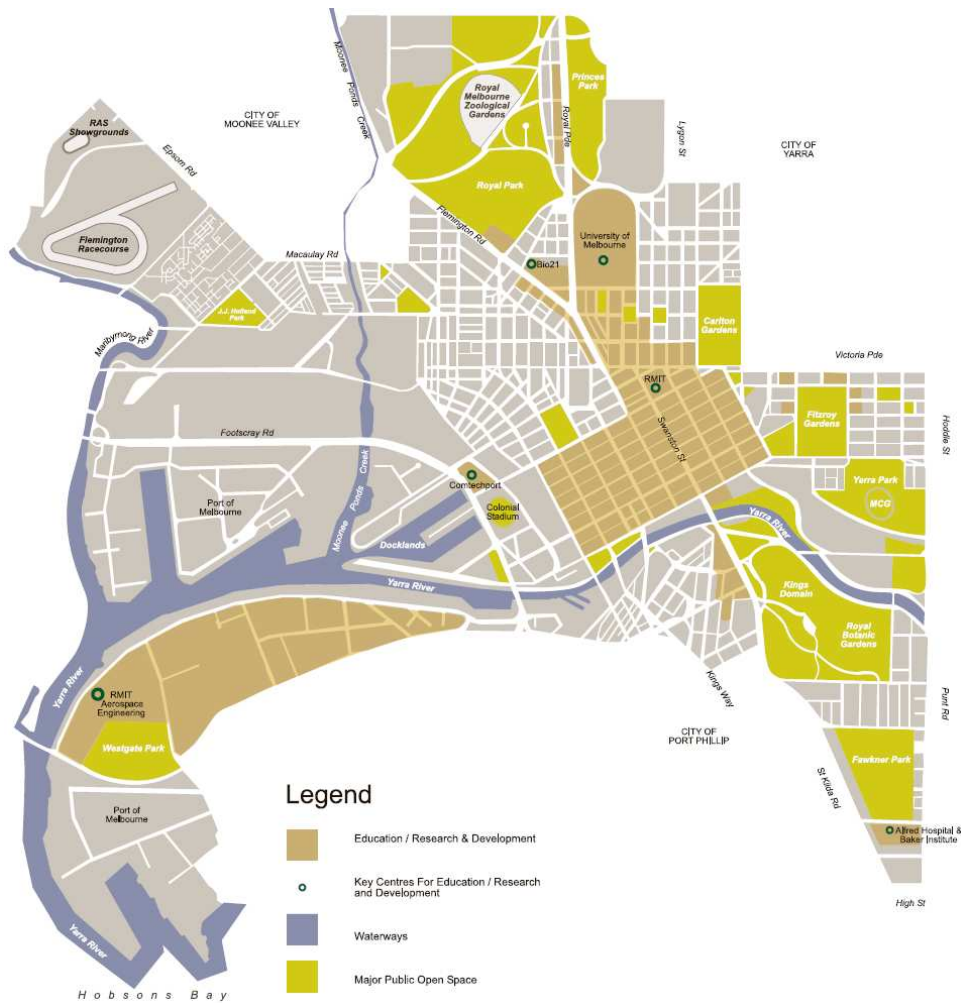 Moonee
Ponds
Creek
Royal
Melbourne
Zoological
Gardens
Princes
Park
Royal Pde
RAS
Showgrounds
CITY OF
MOONEE VALLEY
Epsom Rd
Lygon St
CITY OF
YARRA
Royal Park
Flemington Rd
Flemington
Racecourse
University of
Melbourne
Macaulay Rd
Bio21
J.J. Holland
Park
Carlton
Gardens
Maribyrnong
River
Victoria Pde
RMIT
Fitzroy
Gardens
Hoddle St
Swanston St
Footscray Rd
Yarra Park
MCG
Comtechport
Port of
Melbourne
Colonial
Stadium
Moonee Ponds Creek
Docklands
Yarra River
Yarra River
Kings
Domain
Royal
Botanic
Gardens
Yarra River
RMIT
Aerospace
Engineering
Kings Way
Punt Rd
Westgate Park
CITY OF
PORT PHILLIP
Fawkner Park
St Kilda Rd
Port of
Melbourne
Alfred Hospital &
Baker Institute
High St
Yarra River
Hobsons Bay
Legend
Education / Research & Development
Key Centres For Education / Research
and Development
Waterways
Major Public Open Space